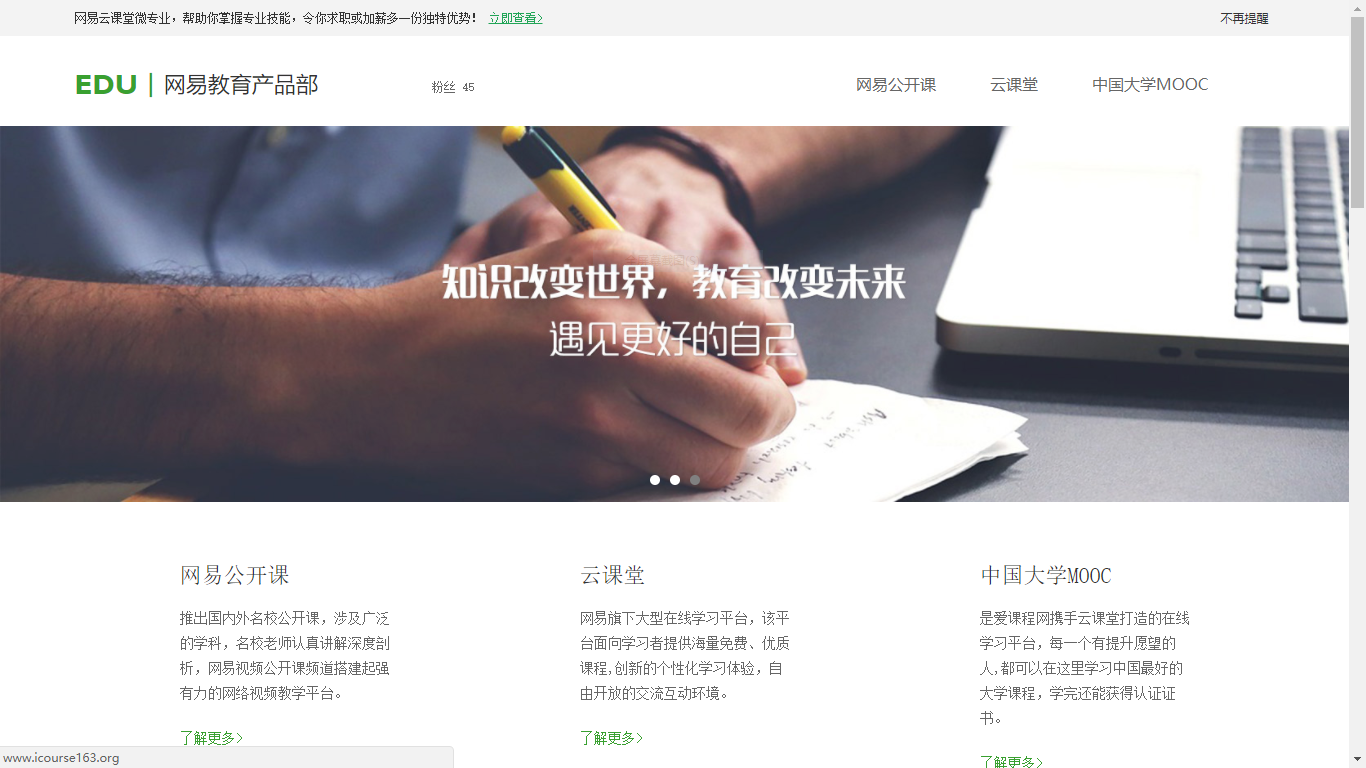 网易云课堂微专业，帮助你掌握专业技能，令你求职或加薪多一份独特优势！ 立即查看> 不再提醒
EDU | 网易教育产品部 粉丝 45 网易公开课 云课堂 中国大学MOOC
知识改变世界，教育改变未来
遇见更好的自己
网易公开课
推出国内外名校公开课，涉及广泛
的学科，名校老师认真讲解深度剖
析，网易视频公开课频道搭建起强
有力的网络视频教学平台。
了解更多>
云课堂
网易旗下大型在线学习平台，该平
台面向学习者提供海量免费、优质
课程,创新的个性化学习体验，自
由开放的交流互动环境。
了解更多>
中国大学MOOC
是爱课程网携手云课堂打造的在线
学习平台，每一个有提升愿望的
人,都可以在这里学习中国最好的
大学课程，学完还能获得认证证
书。
了解更多>
www.icourse163.org